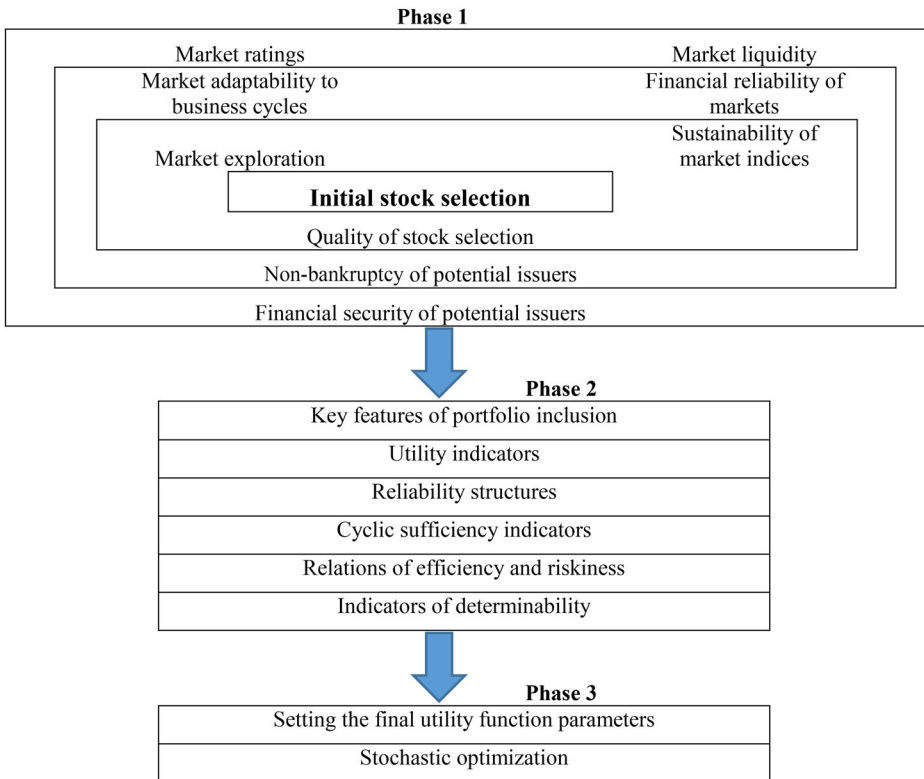 Phase 1
Market ratings
Market liquidity
Market adaptability to
business cycles
Financial reliability of
markets
Market exploration
Sustainability of
market indices
Initial stock selection
Quality of stock selection
Non-bankruptcy of potential issuers
Financial security of potential issuers
Phase 2
Key features of portfolio inclusion
Utility indicators
Reliability structures
Cyclic sufficiency indicators
Relations of efficiency and riskiness
Indicators of determinability
Phase 3
Setting the final utility function parameters
Stochastic optimization